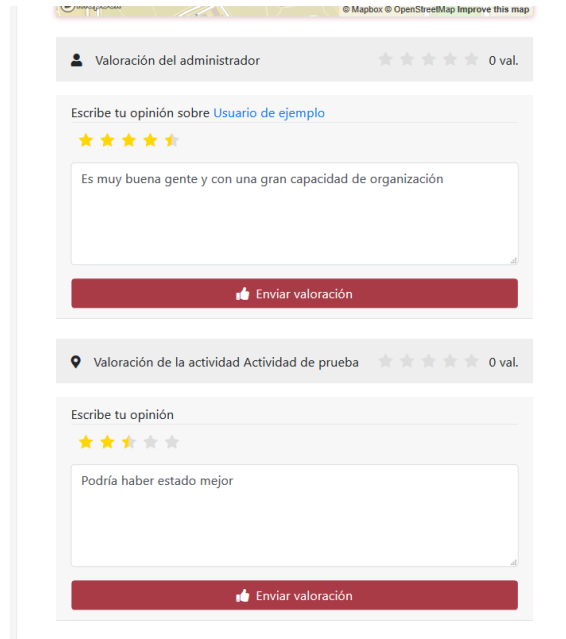 © Mapbox © OpenStreetMap Improve this map
Valoración del administrador 0 val.
Escribe tu opinión sobre Usuario de ejemplo
Es muy buena gente y con una gran capacidad de organización
Enviar valoración
Valoración de la actividad Actividad de prueba 0 val.
Escribe tu opinión
Podría haber estado mejor
Enviar valoración